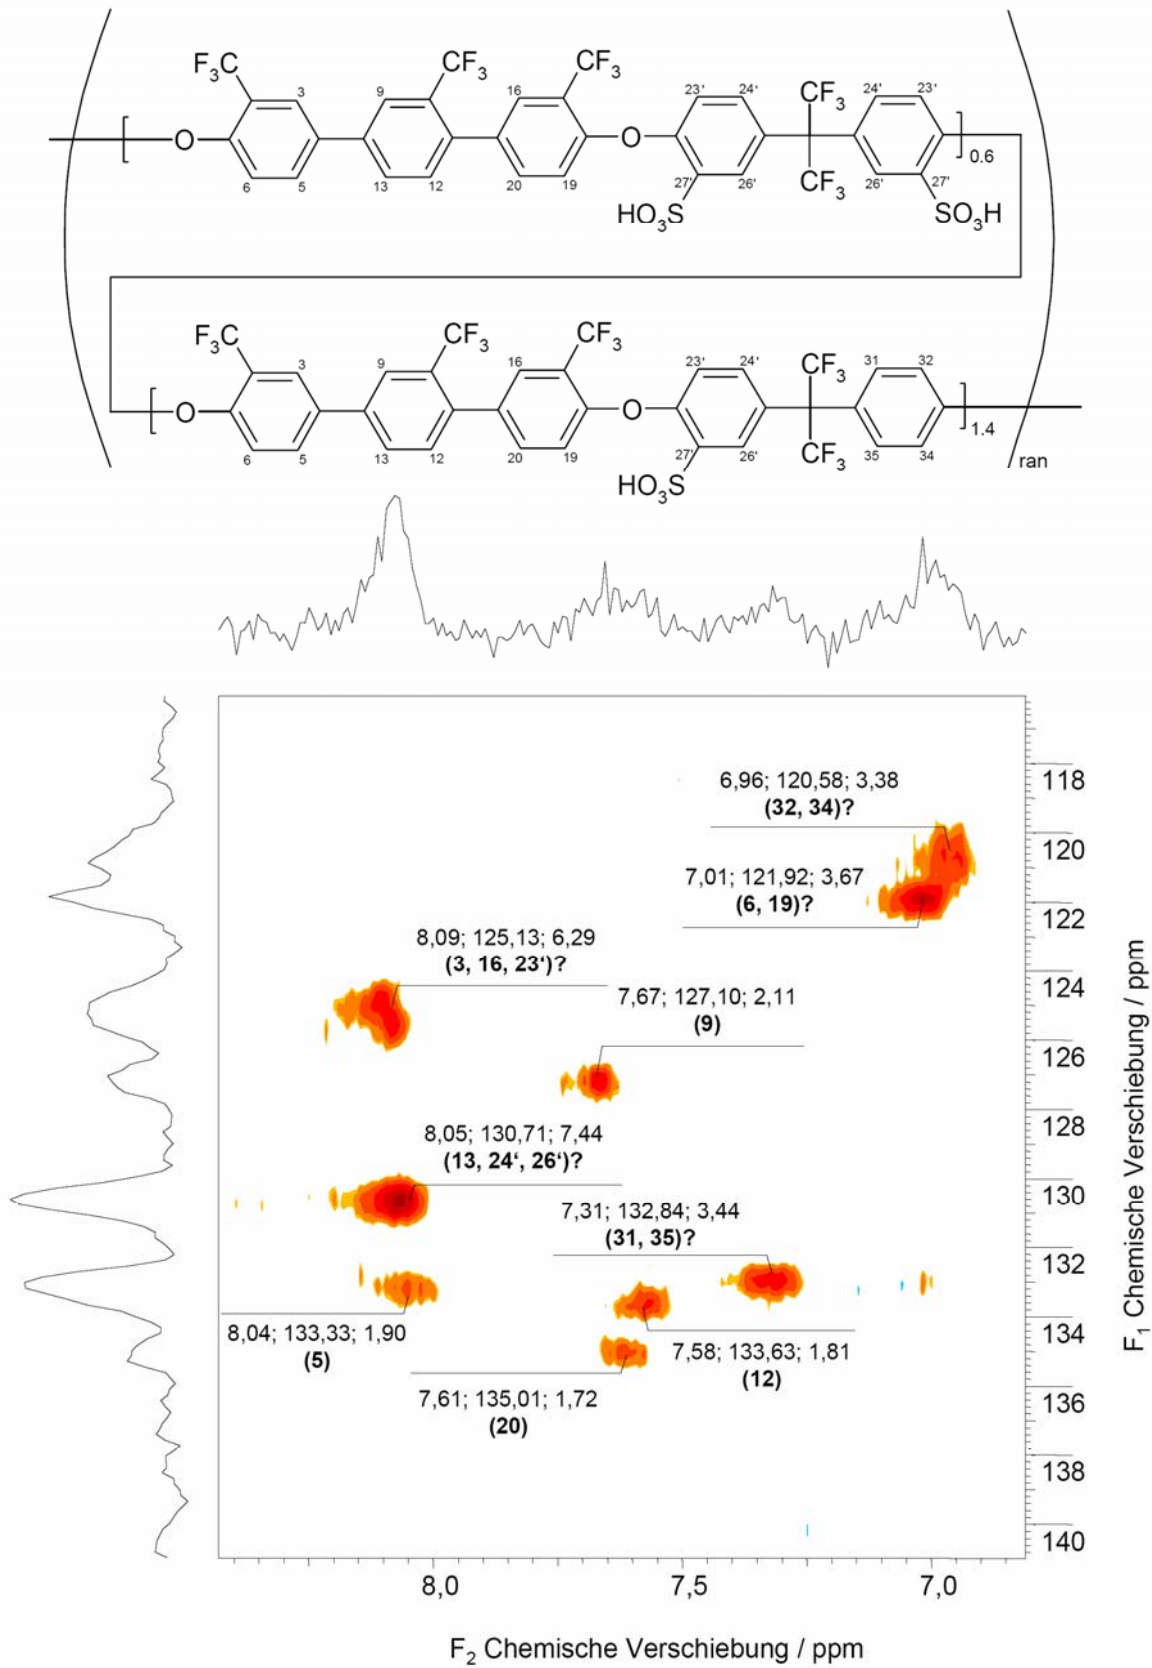 F₃C 3 9 CF₃ 16 CF₃ 23' 24' CF₃ 24' 23'
O O 0.6
6 5 13 12 20 19 27' 26' CF₃ 26' 27'
HO₃S SO₃H
F₃C 3 9 CF₃ 16 CF₃ 23' 24' CF₃ 31 32
O O 1.4
6 5 13 12 20 19 27' 26' CF₃ 35 34
HO₃S ran
6,96; 120,58; 3,38
(32, 34)?
7,01; 121,92; 3,67
(6, 19)?
8,09; 125,13; 6,29
(3, 16, 23‘)?
7,67; 127,10; 2,11
(9)
8,05; 130,71; 7,44
(13, 24‘, 26‘)?
7,31; 132,84; 3,44
(31, 35)?
8,04; 133,33; 1,90
(5)
7,58; 133,63; 1,81
(12)
7,61; 135,01; 1,72
(20)
118
120
122
124
126
128
130
132
134
136
138
140
F₁ Chemische Verschiebung / ppm
8,0 7,5 7,0
F₂ Chemische Verschiebung / ppm